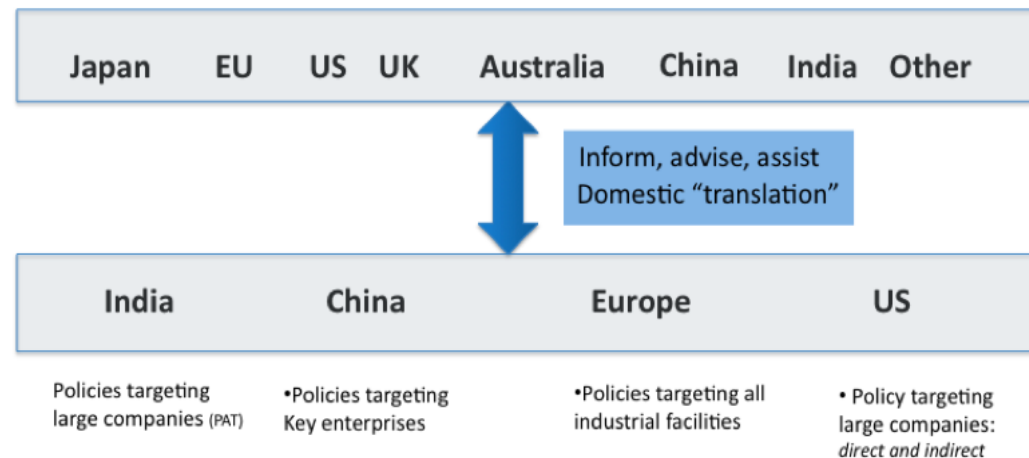 Japan EU US UK Australia China India Other
Inform, advise, assist
Domestic “translation”
India China Europe US
Policies targeting
large companies (PAT)
•Policies targeting
Key enterprises
•Policies targeting all
industrial facilities
• Policy targeting
large companies:
direct and indirect